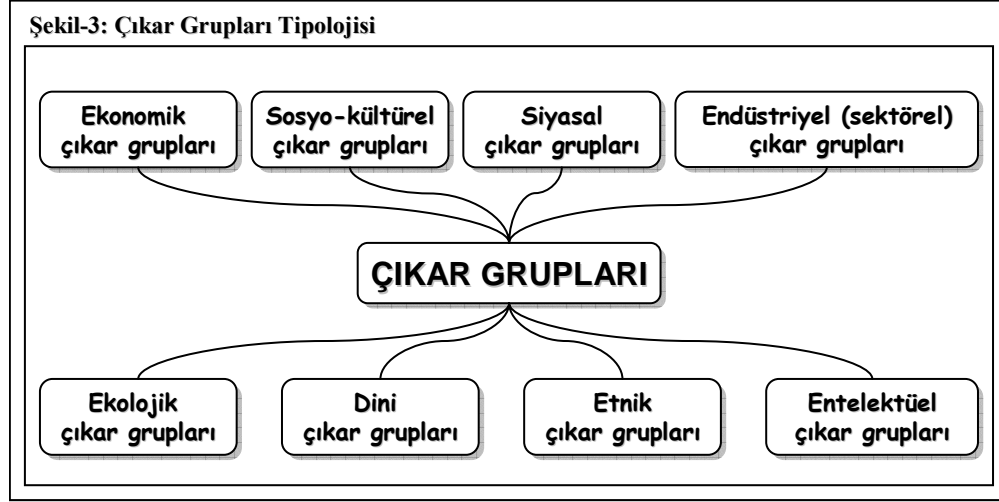 Şekil-3: Çıkar Grupları Tipolojisi
Ekonomik
çıkar grupları
Sosyo-kültürel
çıkar grupları
Siyasal
çıkar grupları
Endüstriyel (sektörel)
çıkar grupları
ÇIKAR GRUPLARI
Ekolojik
çıkar grupları
Dini
çıkar grupları
Etnik
çıkar grupları
Entelektüel
çıkar grupları